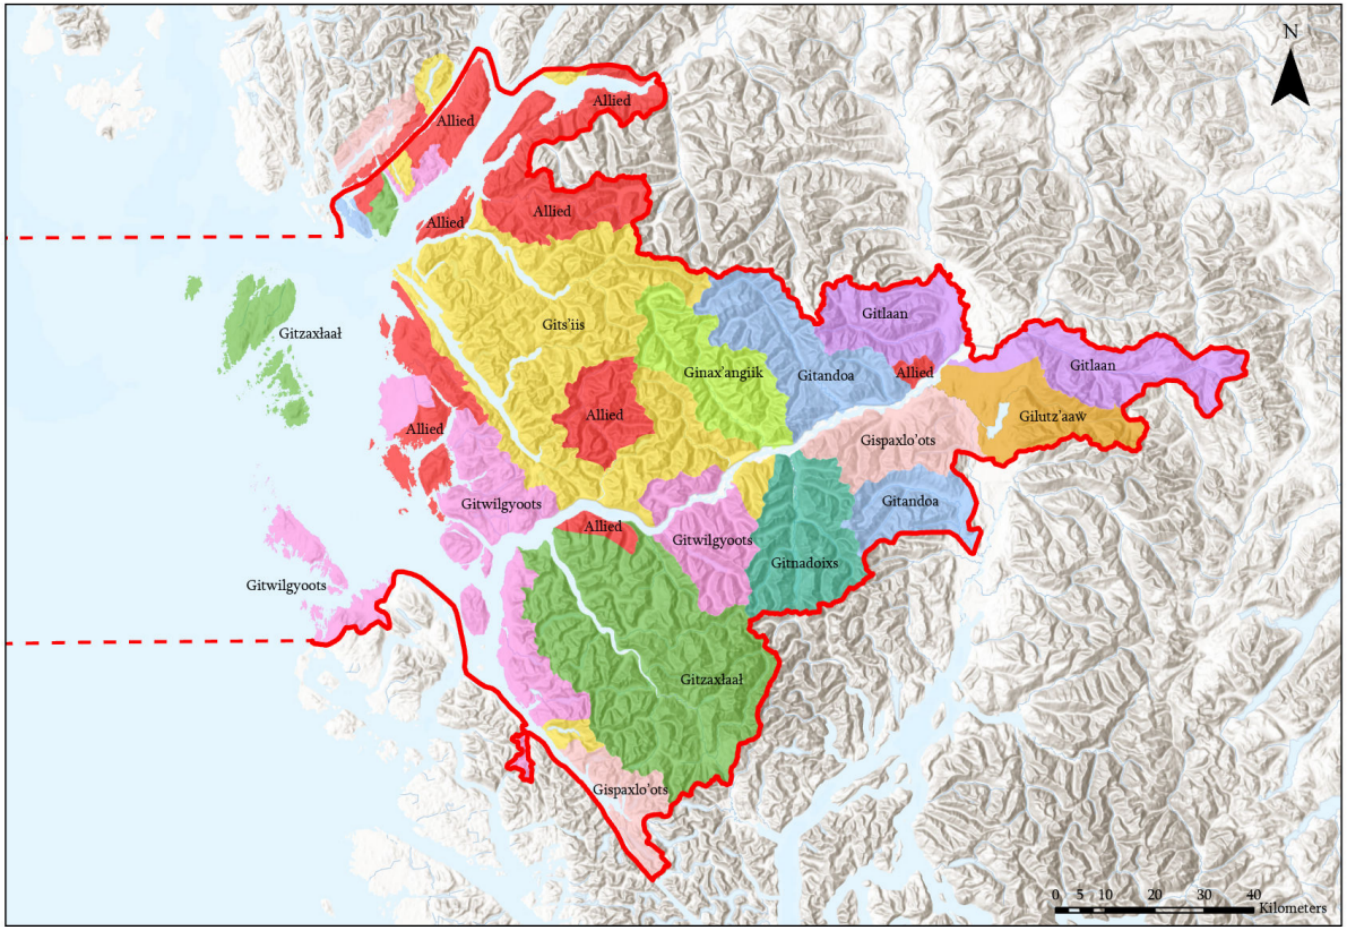 N
Allied
Allied
Allied
Allied
Gitzaxłaał
Gits'iis
Gitlaan
Ginax'angiik
Gitandoa
Allied
Gitlaan
Allied
Allied
Gispaxlo'ots
Gilutz'aaẅ
Gitwilgyoots
Gitandoa
Allied
Gitwilgyoots
Gitnadoixs
Gitwilgyoots
Gitzaxłaał
Gispaxlo'ots
0 5 10 20 30 40
Kilometers